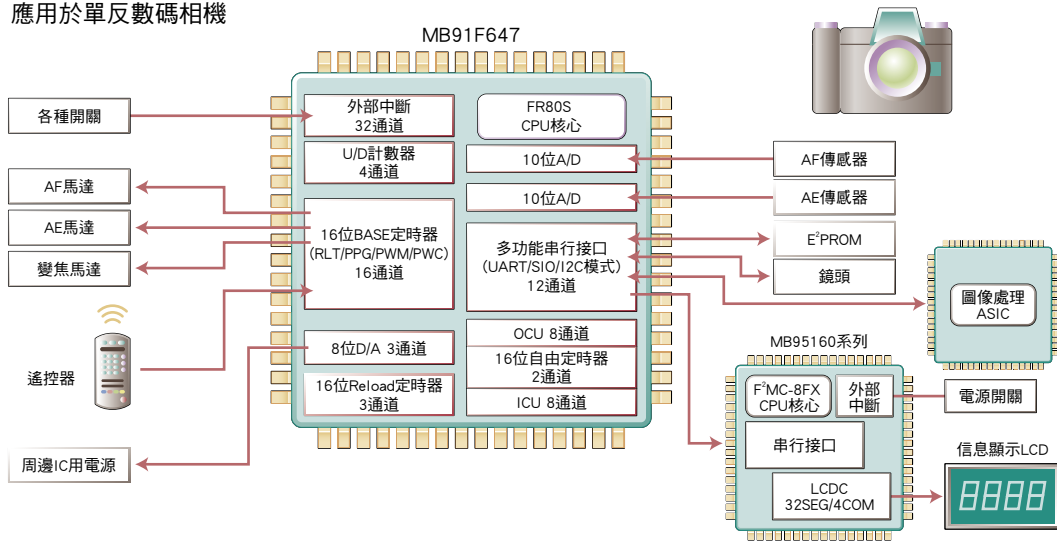 應用於單反數碼相機
MB91F647
各種開關
AF馬達
AE馬達
變焦馬達
遙控器
周邊IC用電源
外部中斷
32通道
U/D計數器
4通道
16位BASE定時器
(RLT/PPG/PWM/PWC)
16通道
8位D/A 3通道
16位Reload定時器
3通道
FR80S
CPU核心
10位A/D
10位A/D
多功能串行接口
(UART/SIO/I2C模式)
12通道
OCU 8通道
16位自由定時器
2通道
ICU 8通道
AF傳感器
AE傳感器
E²PROM
鏡頭
圖像處理
ASIC
MB95160系列
F²MC-8FX
CPU核心
外部
中斷
串行接口
LCDC
32SEG/4COM
電源開關
信息顯示LCD
8888